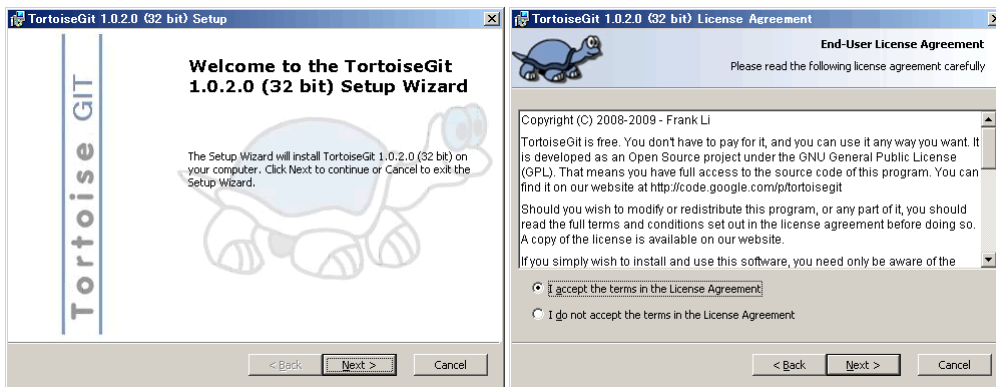 TortoiseGit 1.0.2.0 (32 bit) Setup
Tortoise GIT
Welcome to the TortoiseGit
1.0.2.0 (32 bit) Setup Wizard
The Setup Wizard will install TortoiseGit 1.0.2.0 (32 bit) on
your computer. Click Next to continue or Cancel to exit the
Setup Wizard.
< Back
Next >
Cancel
TortoiseGit 1.0.2.0 (32 bit) License Agreement
End-User License Agreement
Please read the following license agreement carefully
Copyright (C) 2008-2009 - Frank Li
TortoiseGit is free. You don't have to pay for it, and you can use it any way you want. It
is developed as an Open Source project under the GNU General Public License
(GPL). That means you have full access to the source code of this program. You can
find it on our website at http://code.google.com/p/tortoisegit
Should you wish to modify or redistribute this program, or any part of it, you should
read the full terms and conditions set out in the license agreement before doing so.
A copy of the license is available on our website.
If you simply wish to install and use this software, you need only be aware of the
I accept the terms in the License Agreement
I do not accept the terms in the License Agreement
< Back
Next >
Cancel